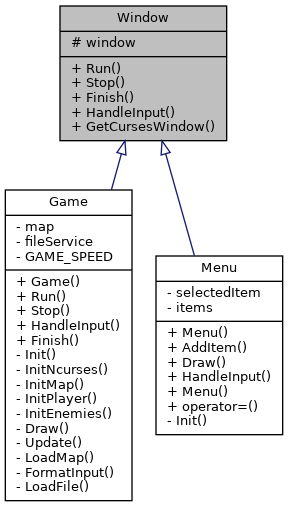 Window
# window
+ Run()
+ Stop()
+ Finish()
+ HandleInput()
+ GetCursesWindow()
Game
- map
- fileService
- GAME_SPEED
+ Game()
+ Run()
+ Stop()
+ HandleInput()
+ Finish()
- Init()
- InitNcurses()
- InitMap()
- InitPlayer()
- InitEnemies()
- Draw()
- Update()
- LoadMap()
- FormatInput()
- LoadFile()
Menu
- selectedItem
- items
+ Menu()
+ AddItem()
+ Draw()
+ HandleInput()
+ Menu()
+ operator=()
- Init()